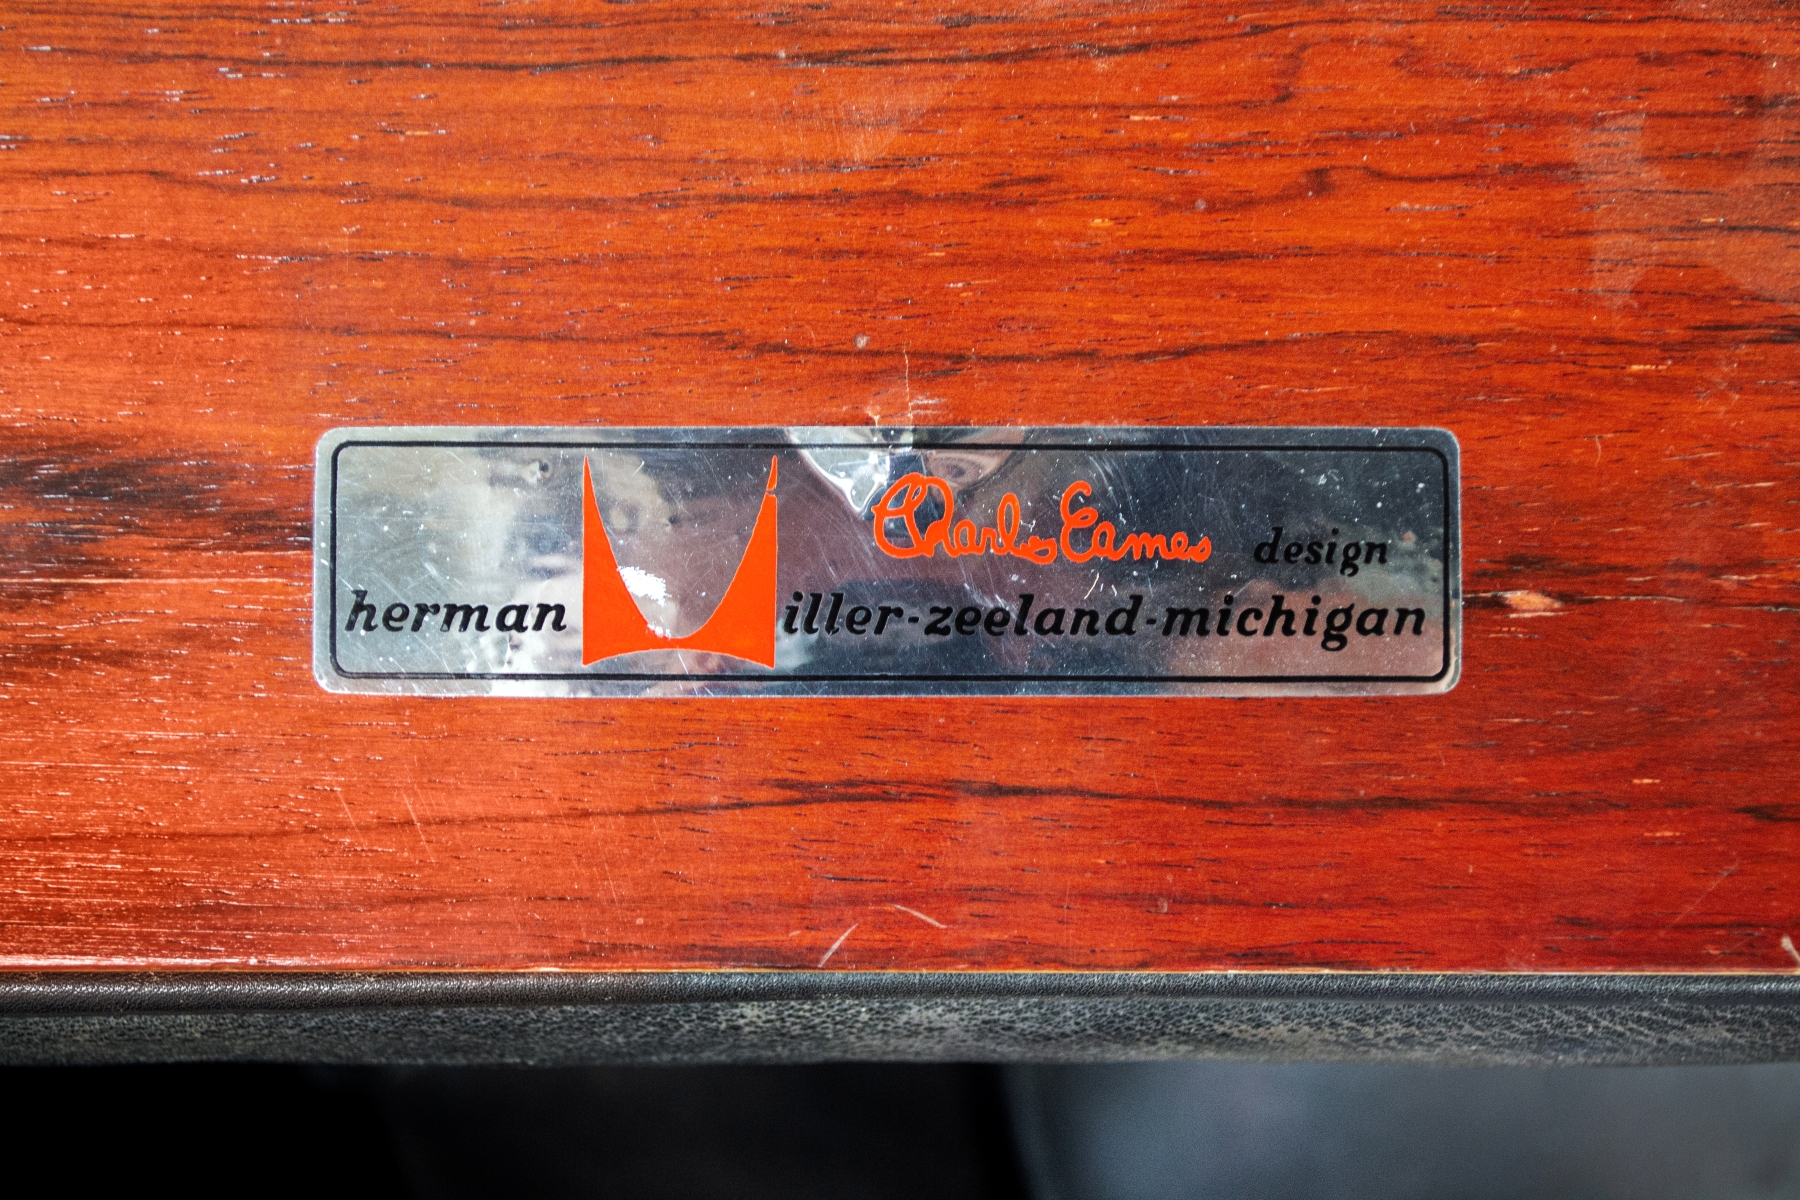 Charles Eames design
herman miller-zeeland-michigan